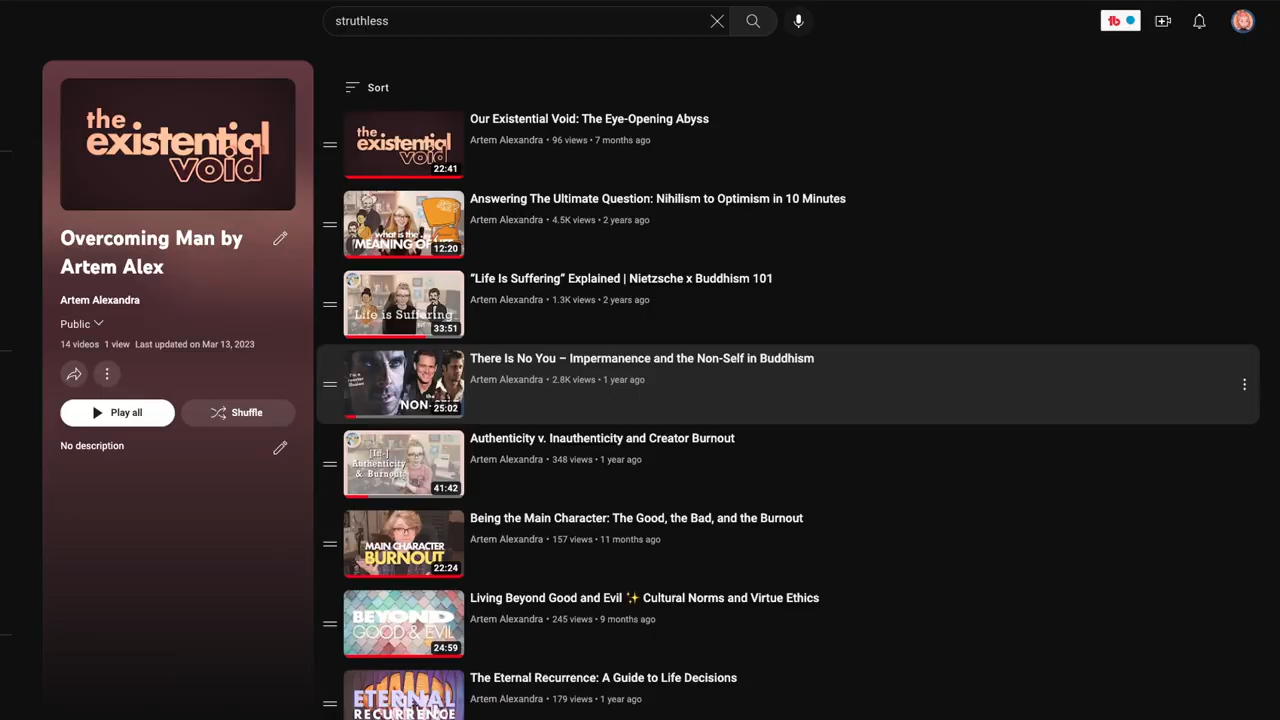 struthless
tb
the
existential
void
Overcoming Man by
Artem Alex
Artem Alexandra
Public
14 videos 1 view Last updated on Mar 13, 2023
Play all
Shuffle
No description
Sort
the
existential
void
22:41
Our Existential Void: The Eye-Opening Abyss
Artem Alexandra • 96 views • 7 months ago
what is the...
MEANING OF
12:20
Answering The Ultimate Question: Nihilism to Optimism in 10 Minutes
Artem Alexandra • 4.5K views • 2 years ago
Life is Suffering
33:51
“Life Is Suffering” Explained | Nietzsche x Buddhism 101
Artem Alexandra • 1.3K views • 2 years ago
the
NON-
25:02
There Is No You – Impermanence and the Non-Self in Buddhism
Artem Alexandra • 2.8K views • 1 year ago
[In-]
Authenticity
& Burnout
41:42
Authenticity v. Inauthenticity and Creator Burnout
Artem Alexandra • 348 views • 1 year ago
MAIN CHARACTER
BURNOUT
22:24
Being the Main Character: The Good, the Bad, and the Burnout
Artem Alexandra • 157 views • 11 months ago
BEYOND
GOOD & EVIL
24:59
Living Beyond Good and Evil ✨ Cultural Norms and Virtue Ethics
Artem Alexandra • 245 views • 9 months ago
ETERNAL
RECURRENCE
The Eternal Recurrence: A Guide to Life Decisions
Artem Alexandra • 179 views • 1 year ago